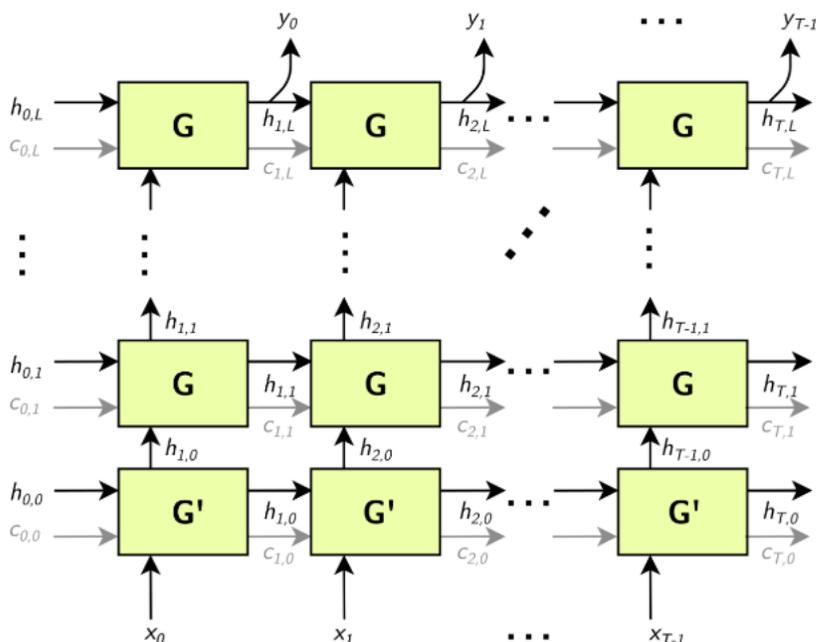 y0 y1 ... yT-1
h0,L G h1,L G h2,L ... G hT,L
c0,L c1,L c2,L cT,L
h1,1 h2,1 hT-1,1
h0,1 G h1,1 G h2,1 ... G hT,1
c0,1 c1,1 c2,1 cT,1
h1,0 h2,0 hT-1,0
h0,0 G' h1,0 G' h2,0 ... G' hT,0
c0,0 c1,0 c2,0 cT,0
x0 x1 ... xT-1